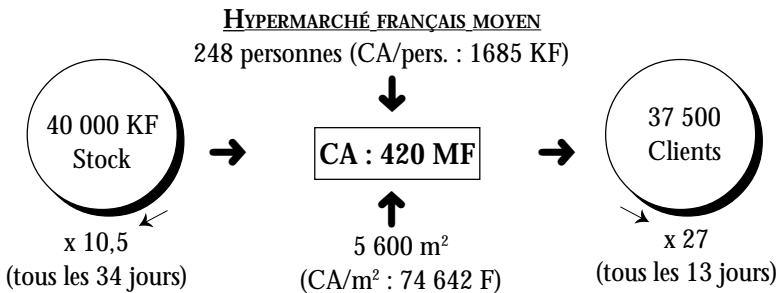 HYPERMARCHÉ FRANÇAIS MOYEN
248 personnes (CA/pers. : 1685 KF)
40 000 KF
Stock
CA : 420 MF
37 500
Clients
x 10,5
(tous les 34 jours)
5 600 m²
(CA/m² : 74 642 F)
x 27
(tous les 13 jours)